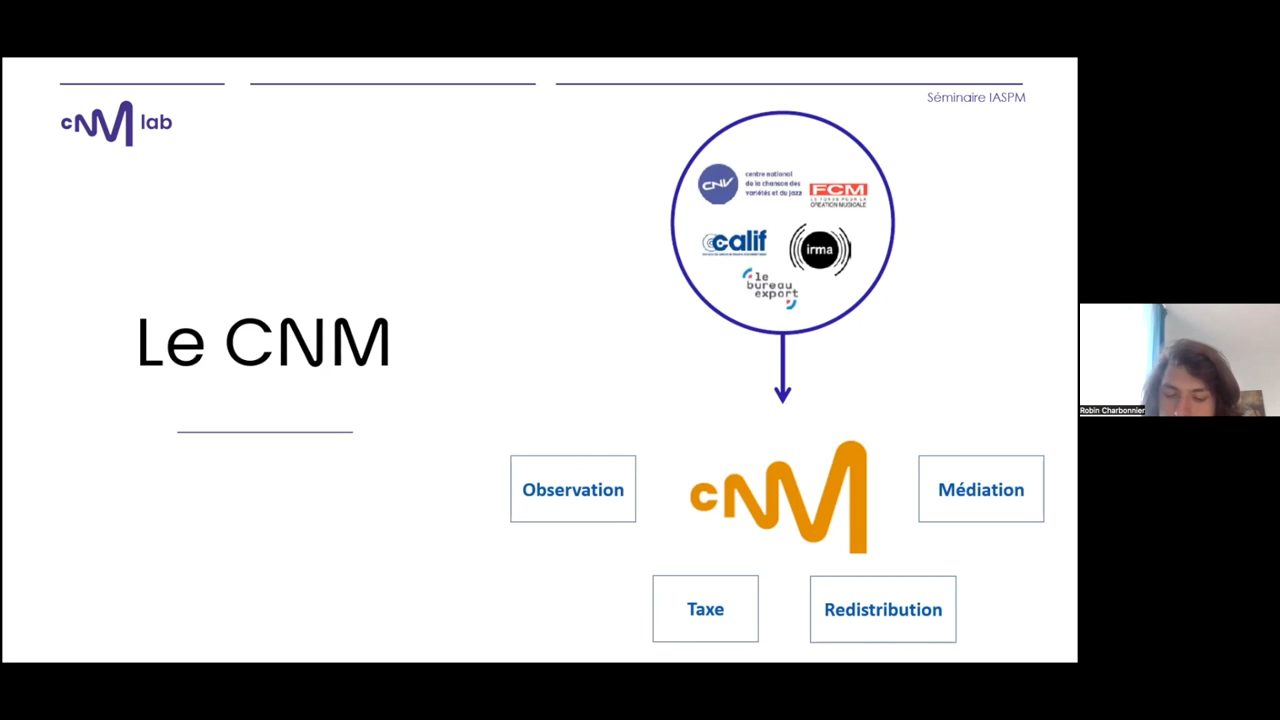 Séminaire IASPM
cNM lab
CNV
centre national
de la chanson des
variétés et du jazz
FCM
LE FONDS POUR LA
CRÉATION MUSICALE
calif
irma
le
bureau
export
Le CNM
Observation
cNM
Médiation
Taxe
Redistribution
Robin Charbonnier